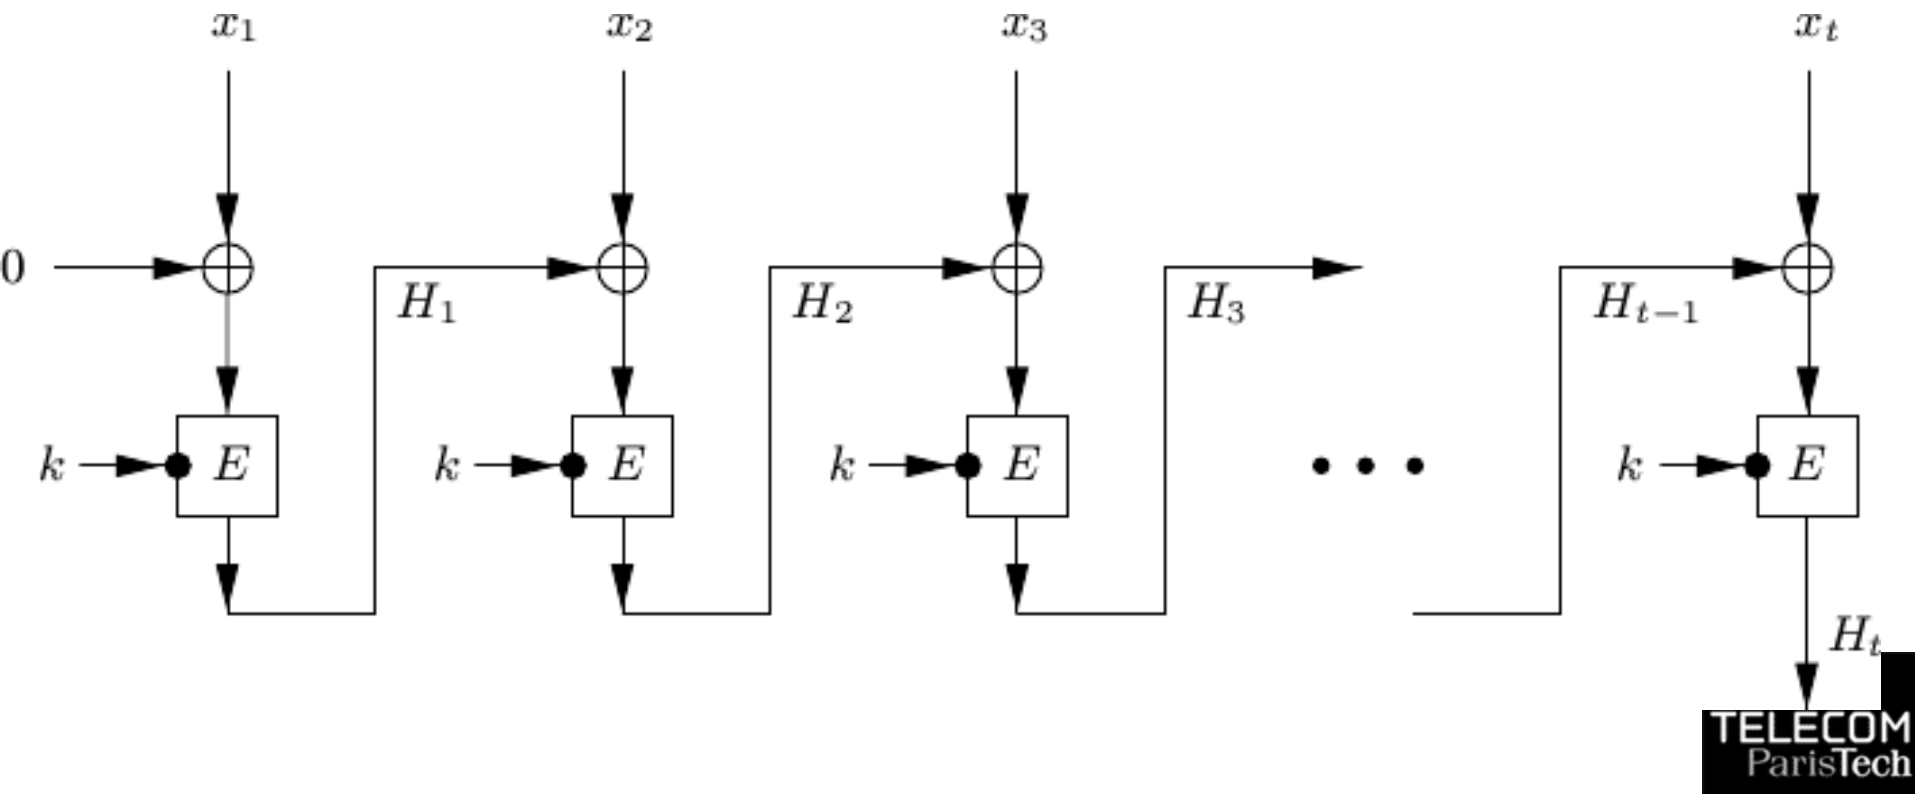 x1 x2 x3 xt
0
H1 H2 H3 Ht−1
k E k E k E • • • k E
Ht
TELECOM
ParisTech